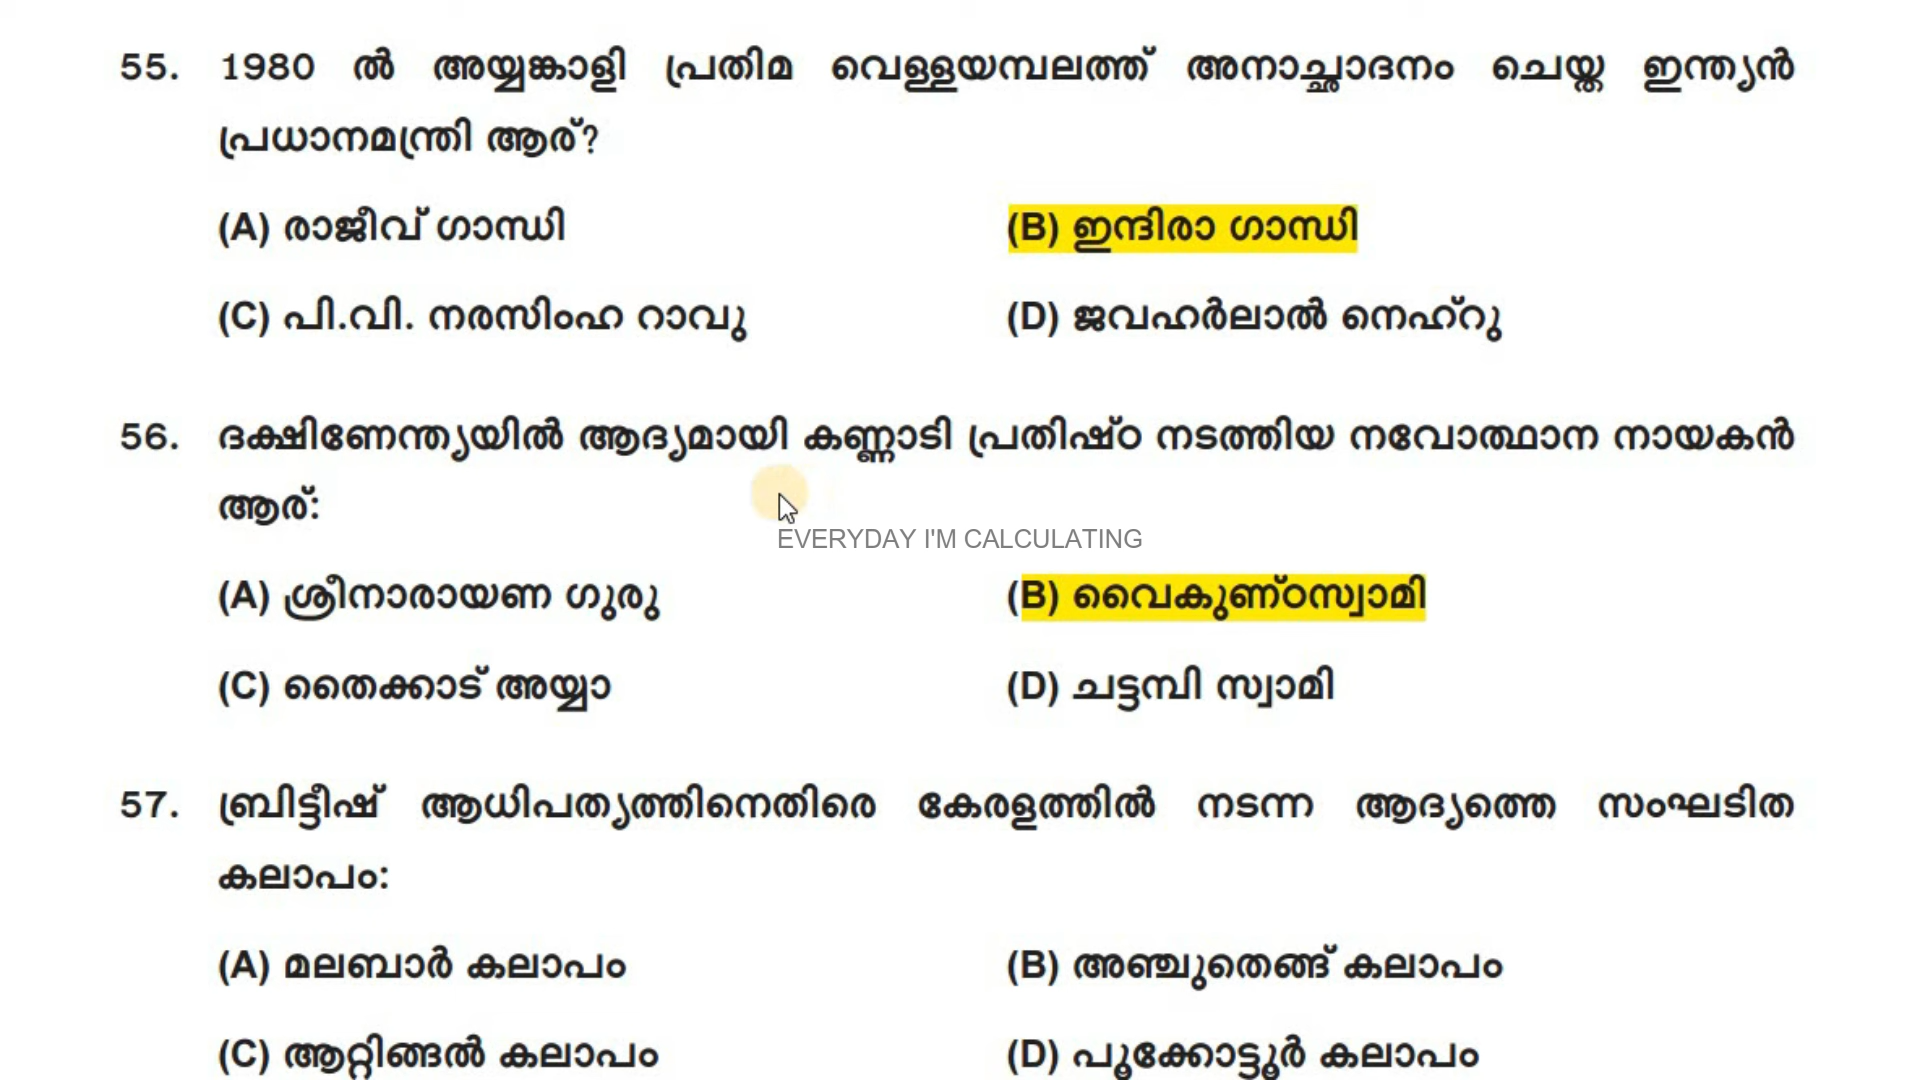 55. 1980 ൽ അയ്യങ്കാളി പ്രതിമ വെള്ളയമ്പലത്ത് അനാച്ഛാദനം ചെയ്ത ഇന്ത്യൻ
പ്രധാനമന്ത്രി ആര്?
(A) രാജീവ് ഗാന്ധി (B) ഇന്ദിരാ ഗാന്ധി
(C) പി.വി. നരസിംഹ റാവു (D) ജവഹർലാൽ നെഹ്റു
56. ദക്ഷിണേന്ത്യയിൽ ആദ്യമായി കണ്ണാടി പ്രതിഷ്ഠ നടത്തിയ നവോത്ഥാന നായകൻ
ആര്:
EVERYDAY I'M CALCULATING
(A) ശ്രീനാരായണ ഗുരു (B) വൈകുണ്ഠസ്വാമി
(C) തൈക്കാട് അയ്യാ (D) ചട്ടമ്പി സ്വാമി
57. ബ്രിട്ടീഷ് ആധിപത്യത്തിനെതിരെ കേരളത്തിൽ നടന്ന ആദ്യത്തെ സംഘടിത
കലാപം:
(A) മലബാർ കലാപം (B) അഞ്ചുതെങ്ങ് കലാപം
(C) ആറ്റിങ്ങൽ കലാപം (D) പൂക്കോട്ടൂർ കലാപം